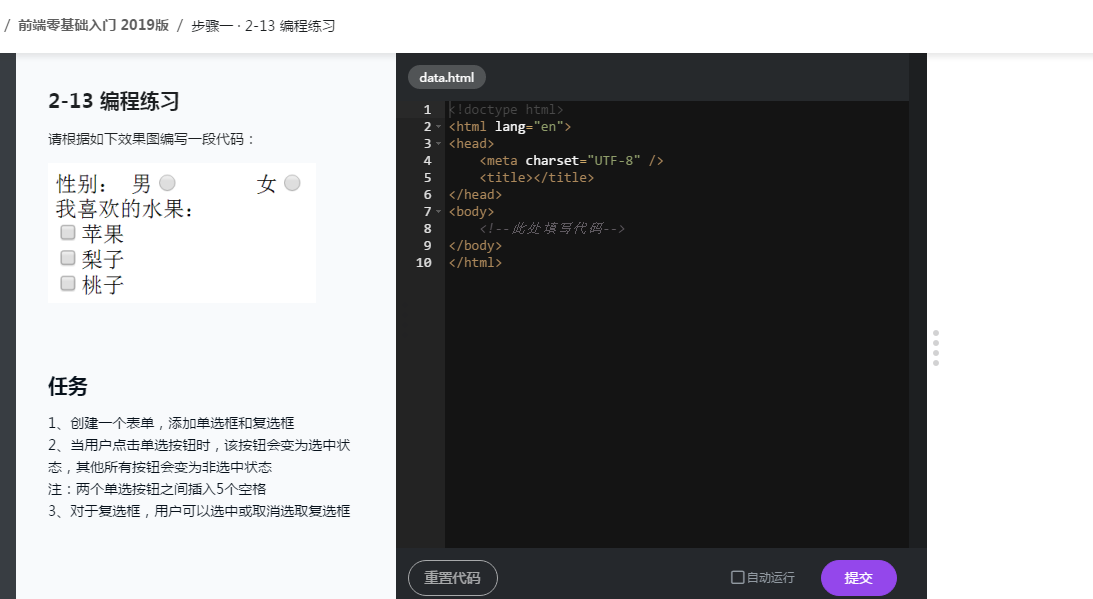 / 前端零基础入门 2019版 / 步骤一 · 2-13 编程练习
2-13 编程练习
请根据如下效果图编写一段代码：
性别： 男 女
我喜欢的水果：
苹果
梨子
桃子
任务
1、创建一个表单，添加单选框和复选框
2、当用户点击单选按钮时，该按钮会变为选中状
态，其他所有按钮会变为非选中状态
注：两个单选按钮之间插入5个空格
3、对于复选框，用户可以选中或取消选取复选框
data.html
1 <!doctype html>
2 <html lang="en">
3 <head>
4 <meta charset="UTF-8" />
5 <title></title>
6 </head>
7 <body>
8 <!--此处填写代码-->
9 </body>
10 </html>
重置代码 自动运行 提交